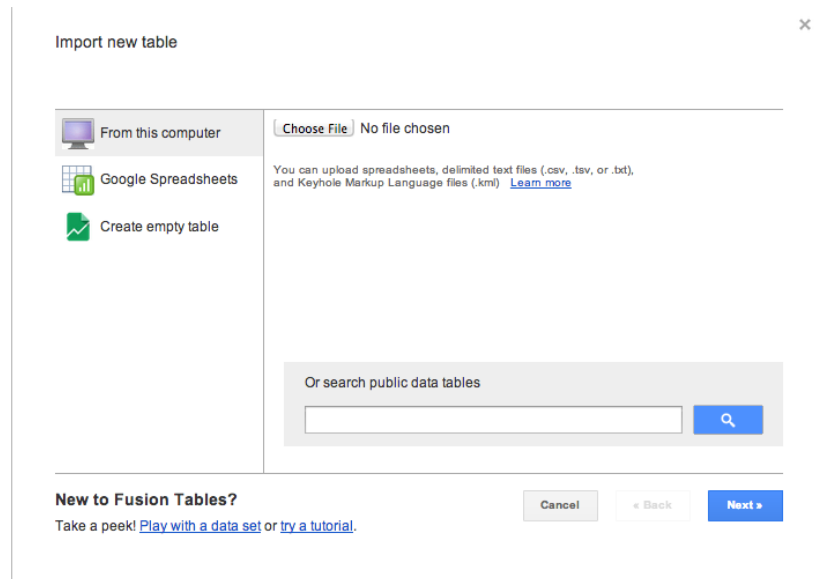 Import new table
×
From this computer
Google Spreadsheets
Create empty table
Choose File No file chosen
You can upload spreadsheets, delimited text files (.csv, .tsv, or .txt),
and Keyhole Markup Language files (.kml) Learn more
Or search public data tables
New to Fusion Tables?
Take a peek! Play with a data set or try a tutorial.
Cancel
« Back
Next »